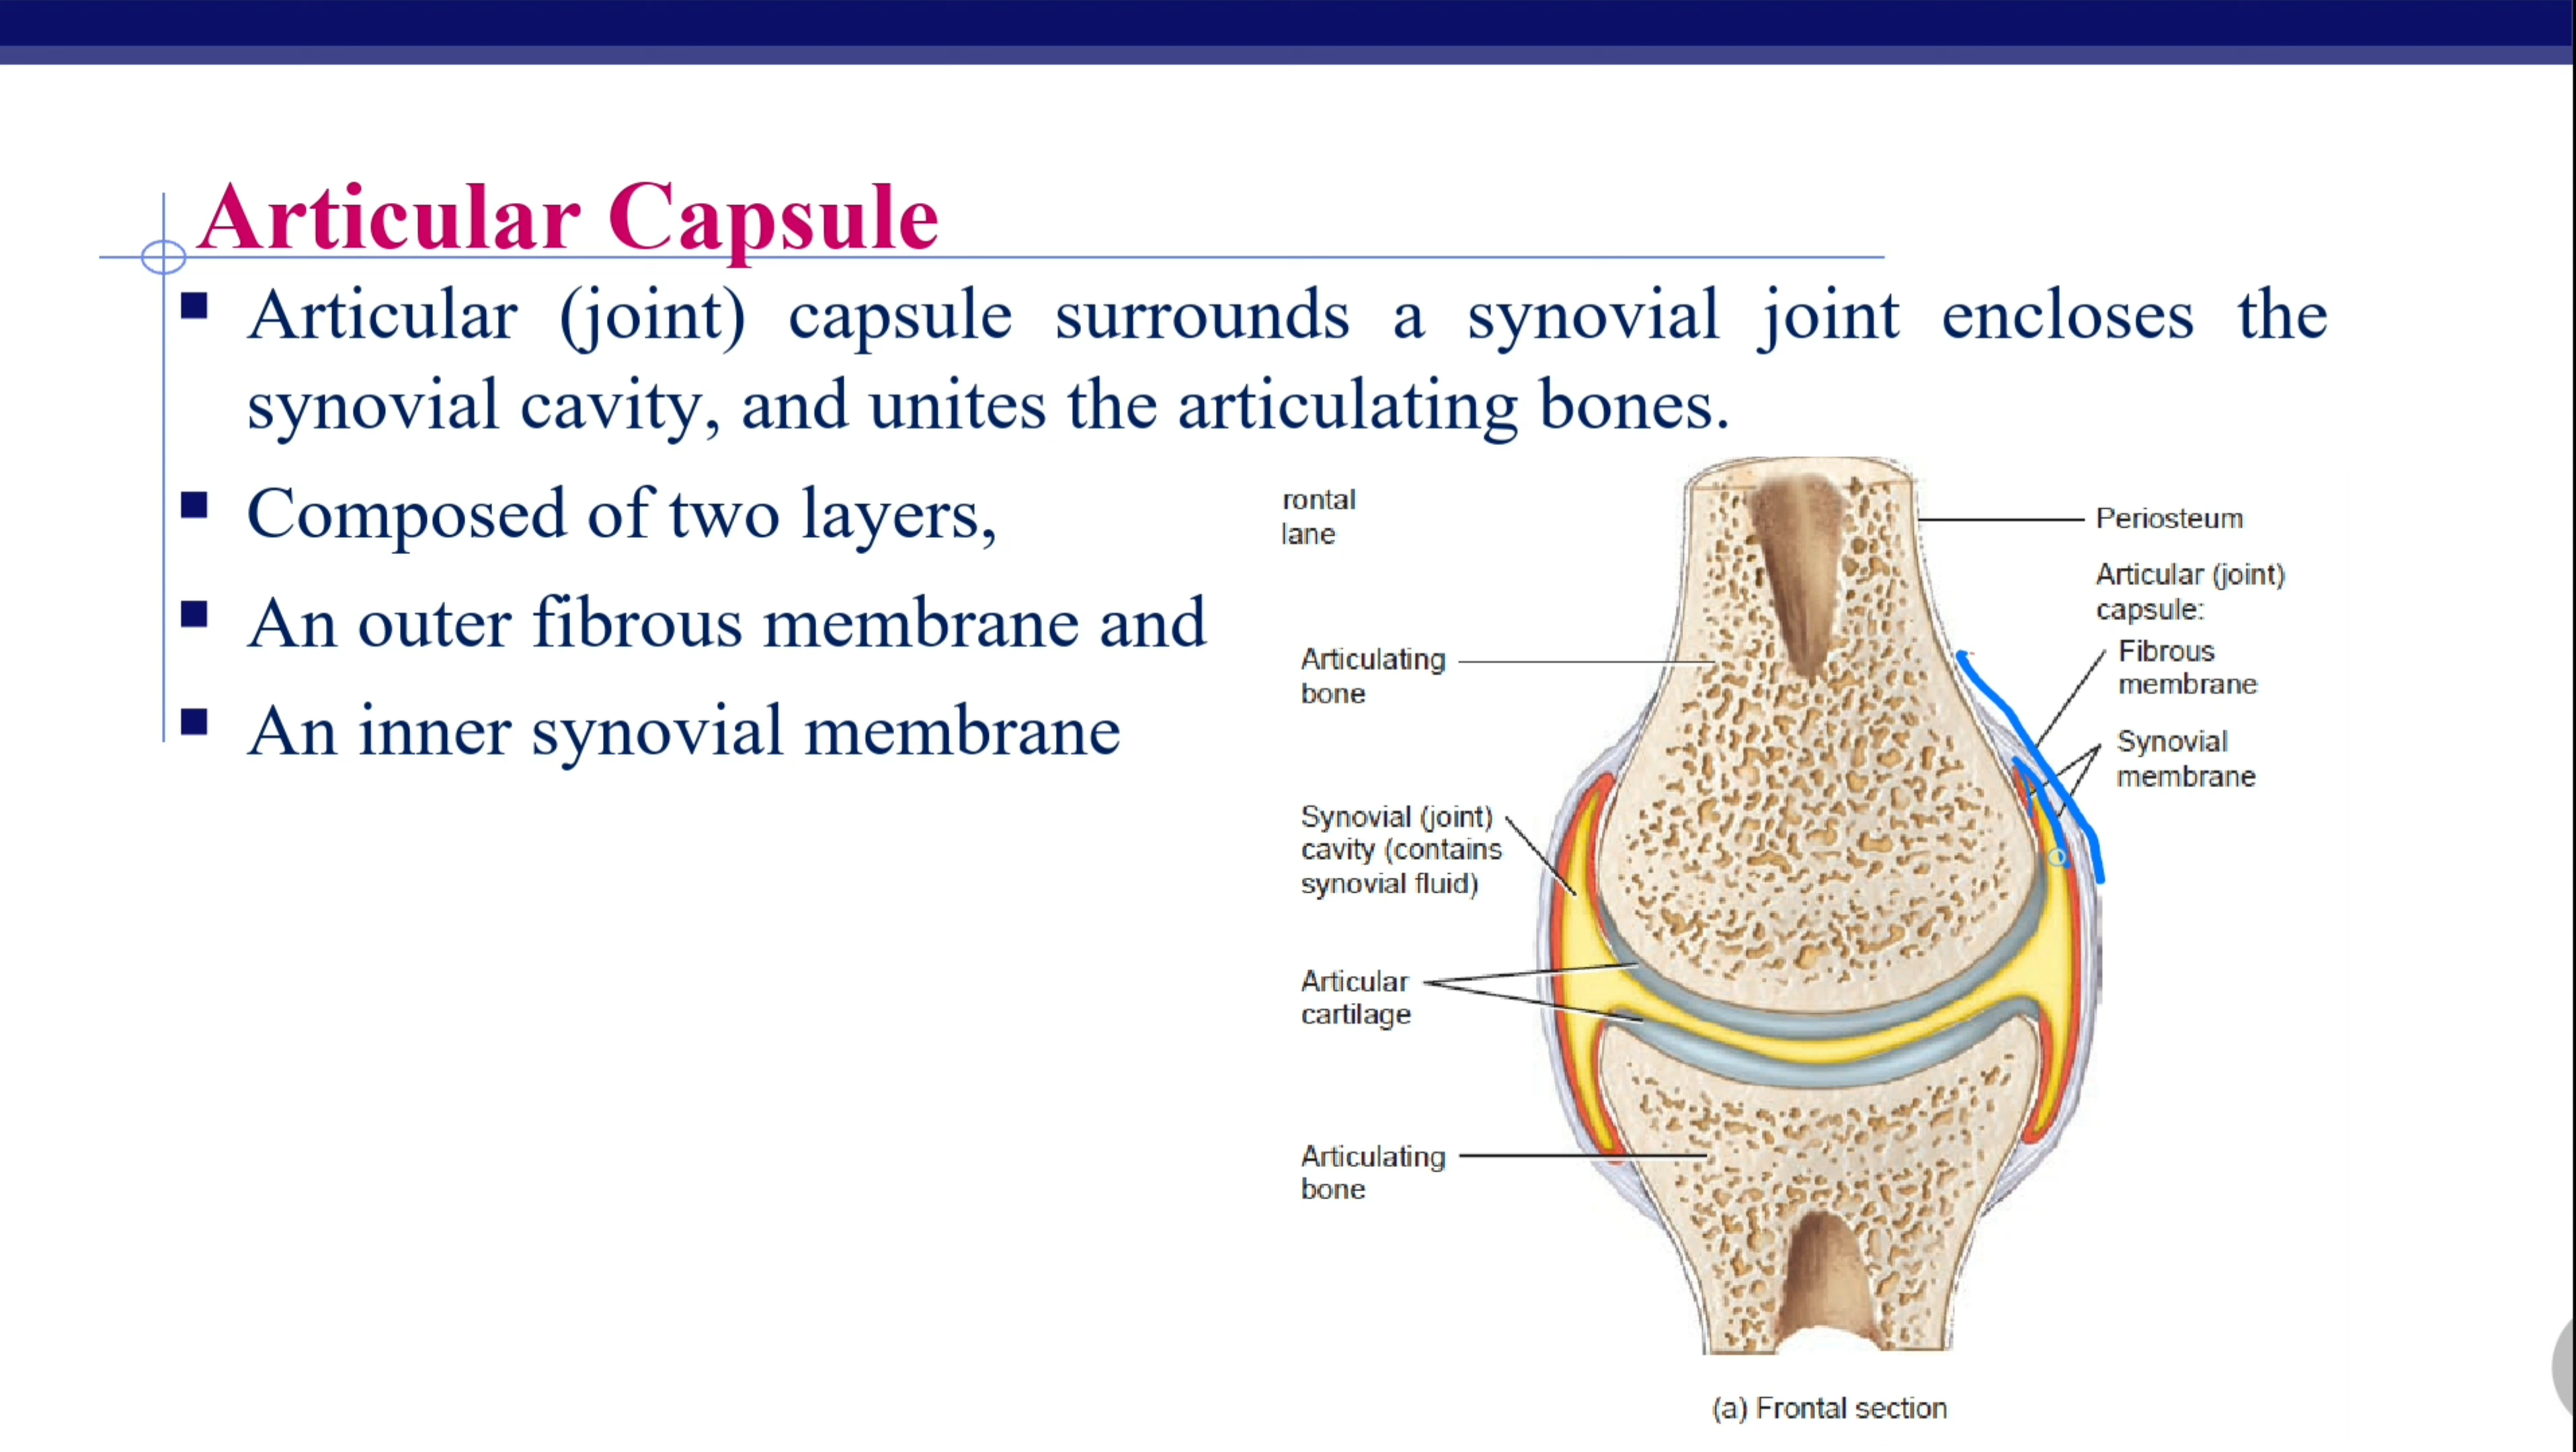 Articular Capsule
▪ Articular (joint) capsule surrounds a synovial joint encloses the
synovial cavity, and unites the articulating bones.
▪ Composed of two layers,
▪ An outer fibrous membrane and
▪ An inner synovial membrane
rontal
lane
Articulating
bone
Synovial (joint)
cavity (contains
synovial fluid)
Articular
cartilage
Articulating
bone
Periosteum
Articular (joint)
capsule:
Fibrous
membrane
Synovial
membrane
(a) Frontal section